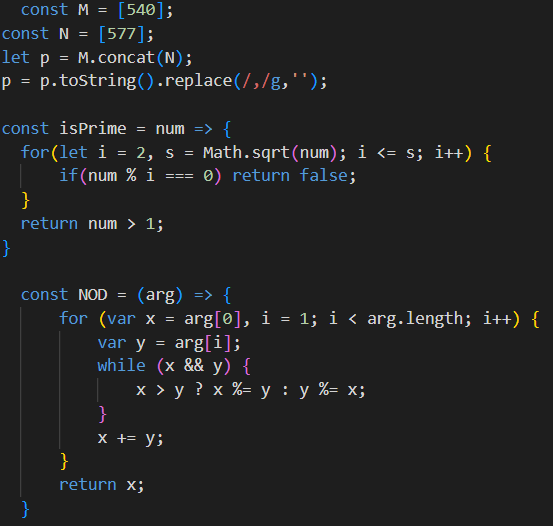 const M = [540];
const N = [577];
let p = M.concat(N);
p = p.toString().replace(/,/g,'');
const isPrime = num => {
for(let i = 2, s = Math.sqrt(num); i <= s; i++) {
if(num % i === 0) return false;
}
return num > 1;
}
const NOD = (arg) => {
for (var x = arg[0], i = 1; i < arg.length; i++) {
var y = arg[i];
while (x && y) {
x > y ? x %= y : y %= x;
}
x += y;
}
return x;
}